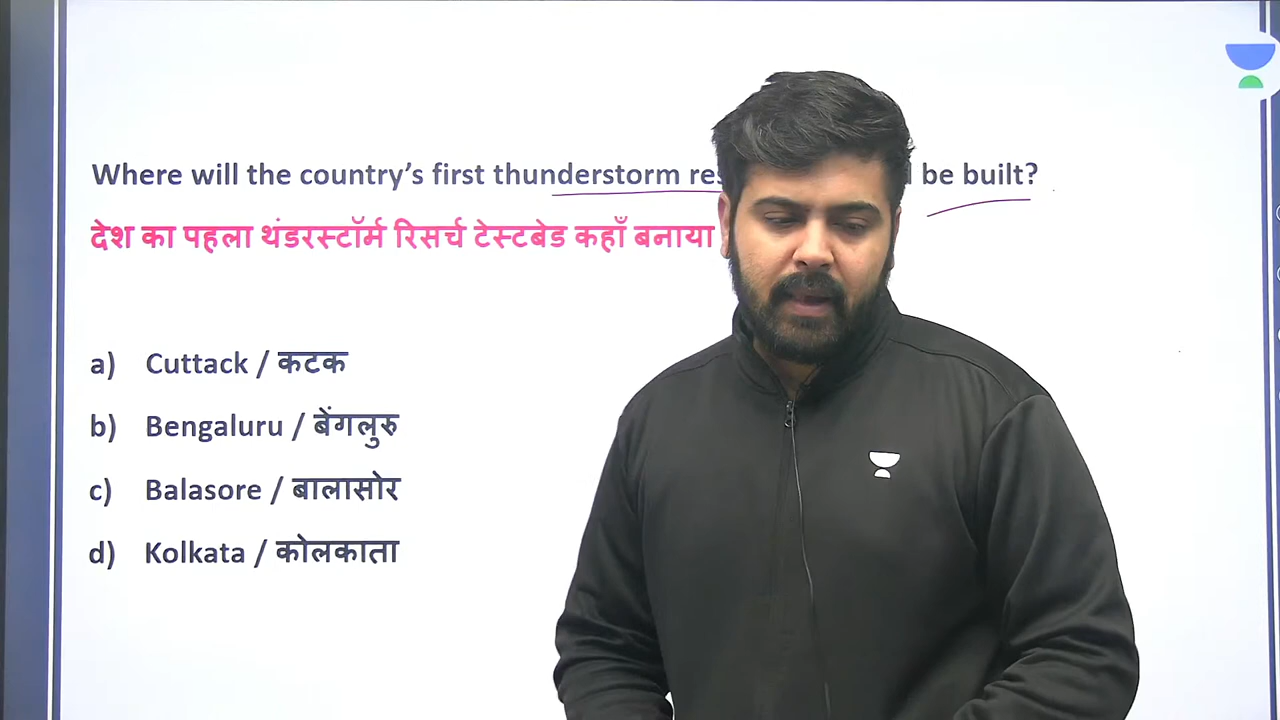 Where will the country's first thunderstorm be built?
देश का पहला थंडरस्टॉर्म रिसर्च टेस्टबेड कहाँ बनाया
a) Cuttack / कटक
b) Bengaluru / बेंगलुरु
c) Balasore / बालासोर
d) Kolkata / कोलकाता